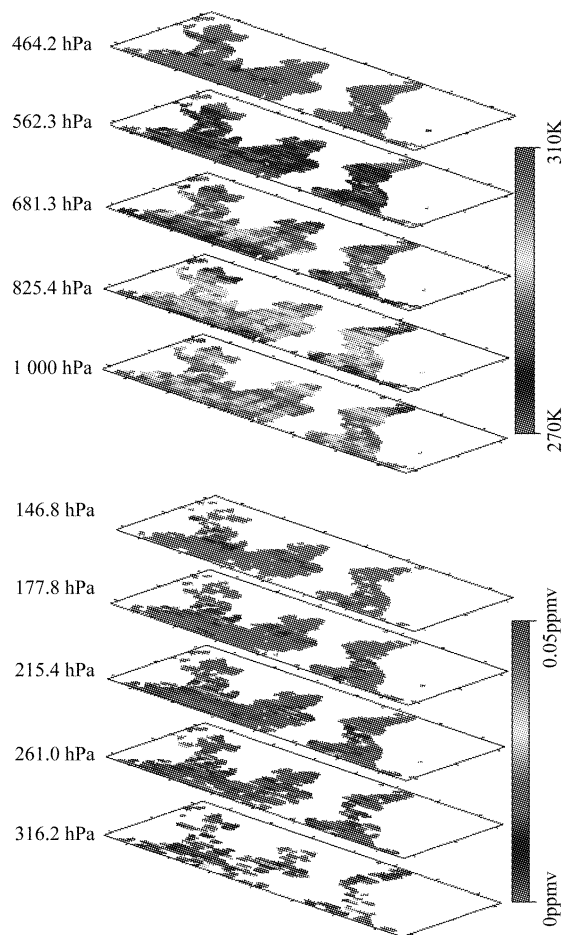 464.2 hPa
562.3 hPa
681.3 hPa
825.4 hPa
1 000 hPa
310K
270K
146.8 hPa
177.8 hPa
215.4 hPa
261.0 hPa
316.2 hPa
0.05ppmv
0ppmv